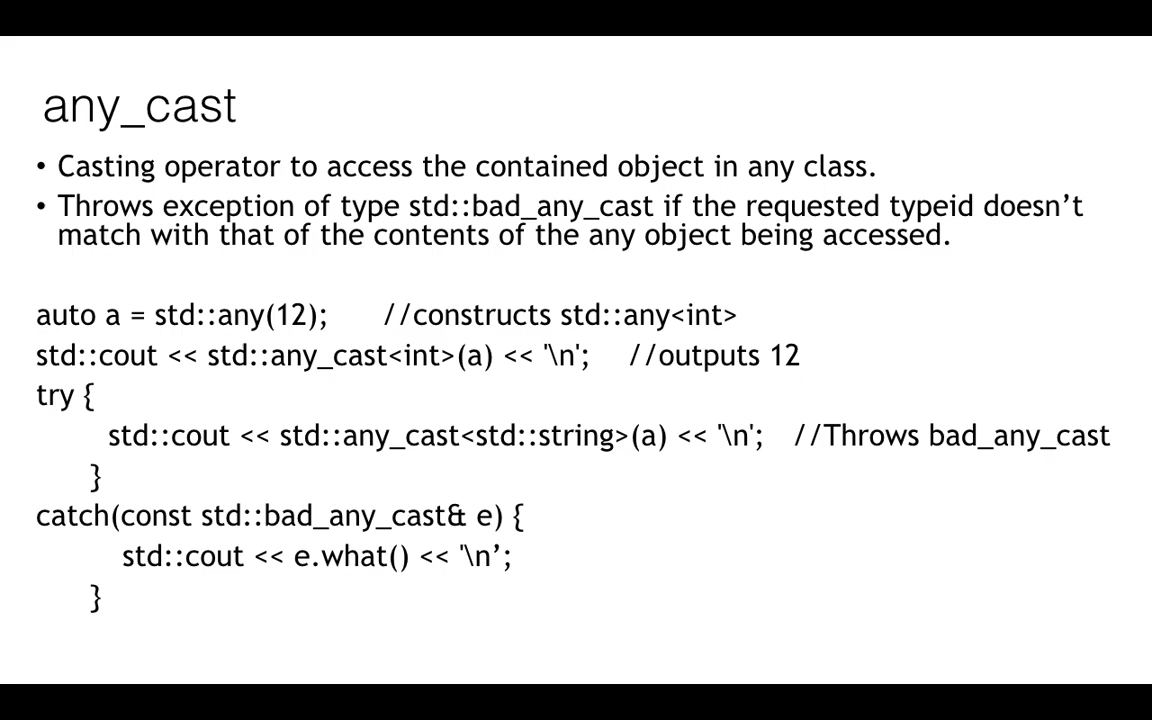 any_cast
• Casting operator to access the contained object in any class.
• Throws exception of type std::bad_any_cast if the requested typeid doesn’t
match with that of the contents of the any object being accessed.
auto a = std::any(12); //constructs std::any<int>
std::cout << std::any_cast<int>(a) << '\n'; //outputs 12
try {
std::cout << std::any_cast<std::string>(a) << '\n'; //Throws bad_any_cast
}
catch(const std::bad_any_cast& e) {
std::cout << e.what() << '\n’;
}